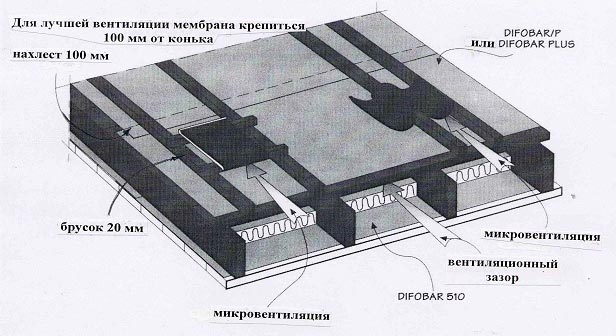 Для лучшей вентиляции мембрана крепиться
100 мм от конька
нахлест 100 мм
DIFOBAR/P
или DIFOBAR PLUS
брусок 20 мм
микровентиляция
вентиляционный
зазор
DIFOBAR 510
микровентиляция